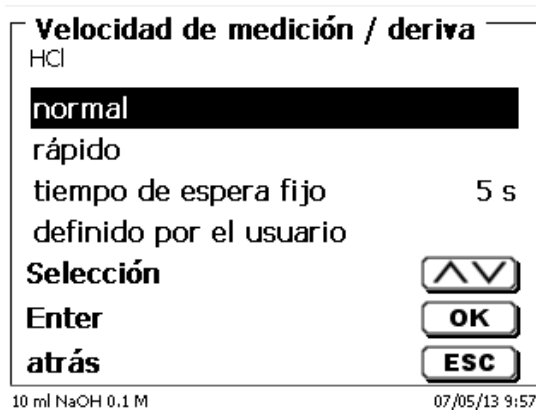 Velocidad de medición / deriva
HCl
normal
rápido
tiempo de espera fijo 5 s
definido por el usuario
Selección
Enter OK
atrás ESC
10 ml NaOH 0.1 M 07/05/13 9:57